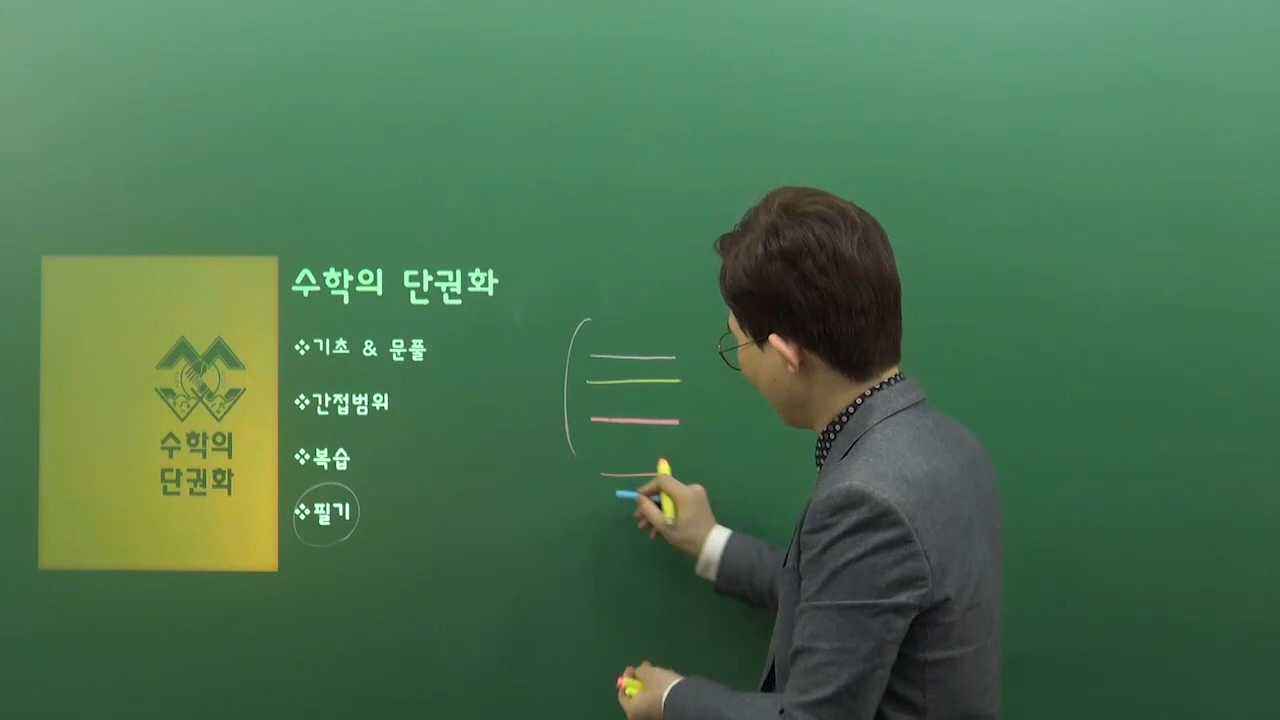 수학의
단권화
수학의 단권화
❖기초 & 문풀
❖간접범위
❖복습
❖필기